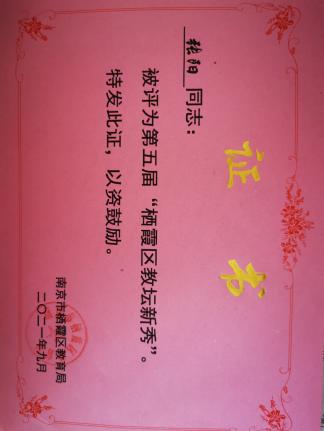 证书
张阳同志：
被评为第五届“栖霞区教坛新秀”。
特发此证，以资鼓励。
南京市栖霞区教育局
二〇二一年九月